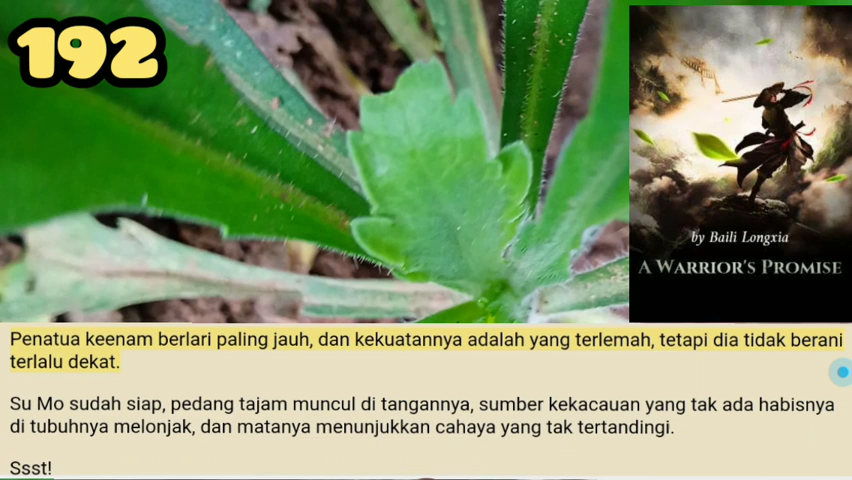 192
by Baili Longxia
A WARRIOR'S PROMISE
Penatua keenam berlari paling jauh, dan kekuatannya adalah yang terlemah, tetapi dia tidak berani
terlalu dekat.
Su Mo sudah siap, pedang tajam muncul di tangannya, sumber kekacauan yang tak ada habisnya
di tubuhnya melonjak, dan matanya menunjukkan cahaya yang tak tertandingi.
Ssst!